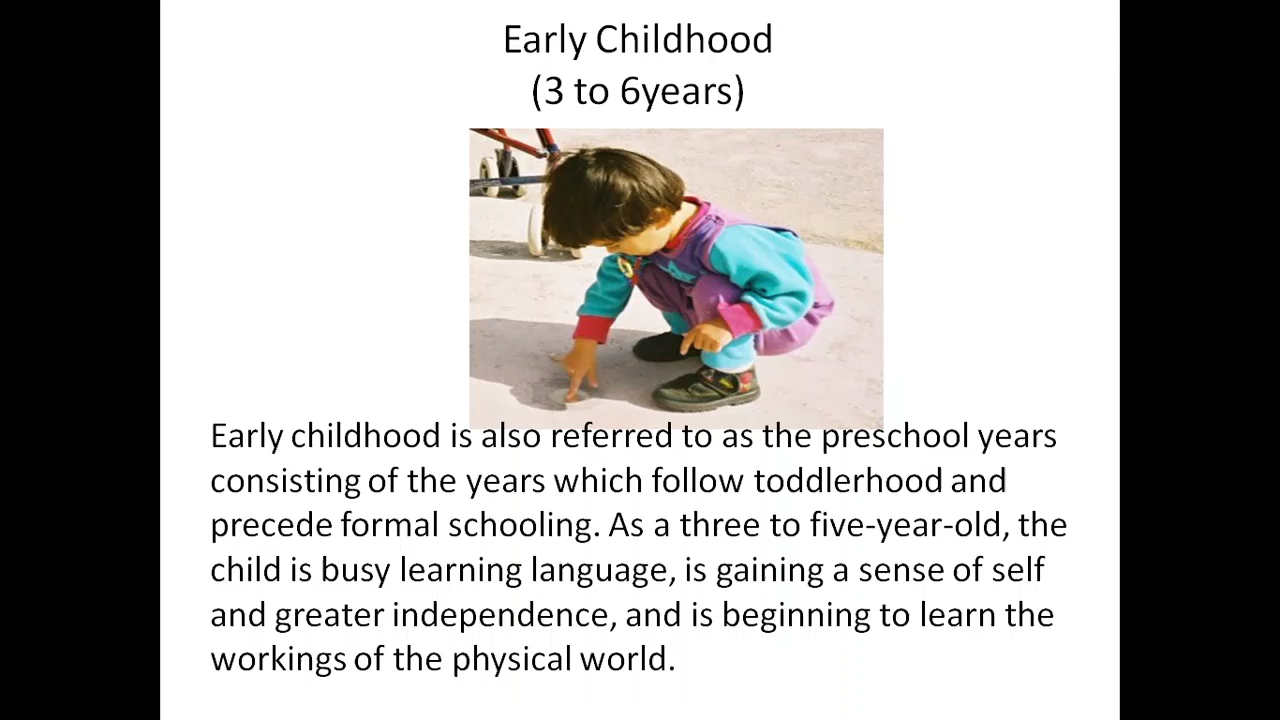 Early Childhood
(3 to 6years)
Early childhood is also referred to as the preschool years
consisting of the years which follow toddlerhood and
precede formal schooling. As a three to five-year-old, the
child is busy learning language, is gaining a sense of self
and greater independence, and is beginning to learn the
workings of the physical world.